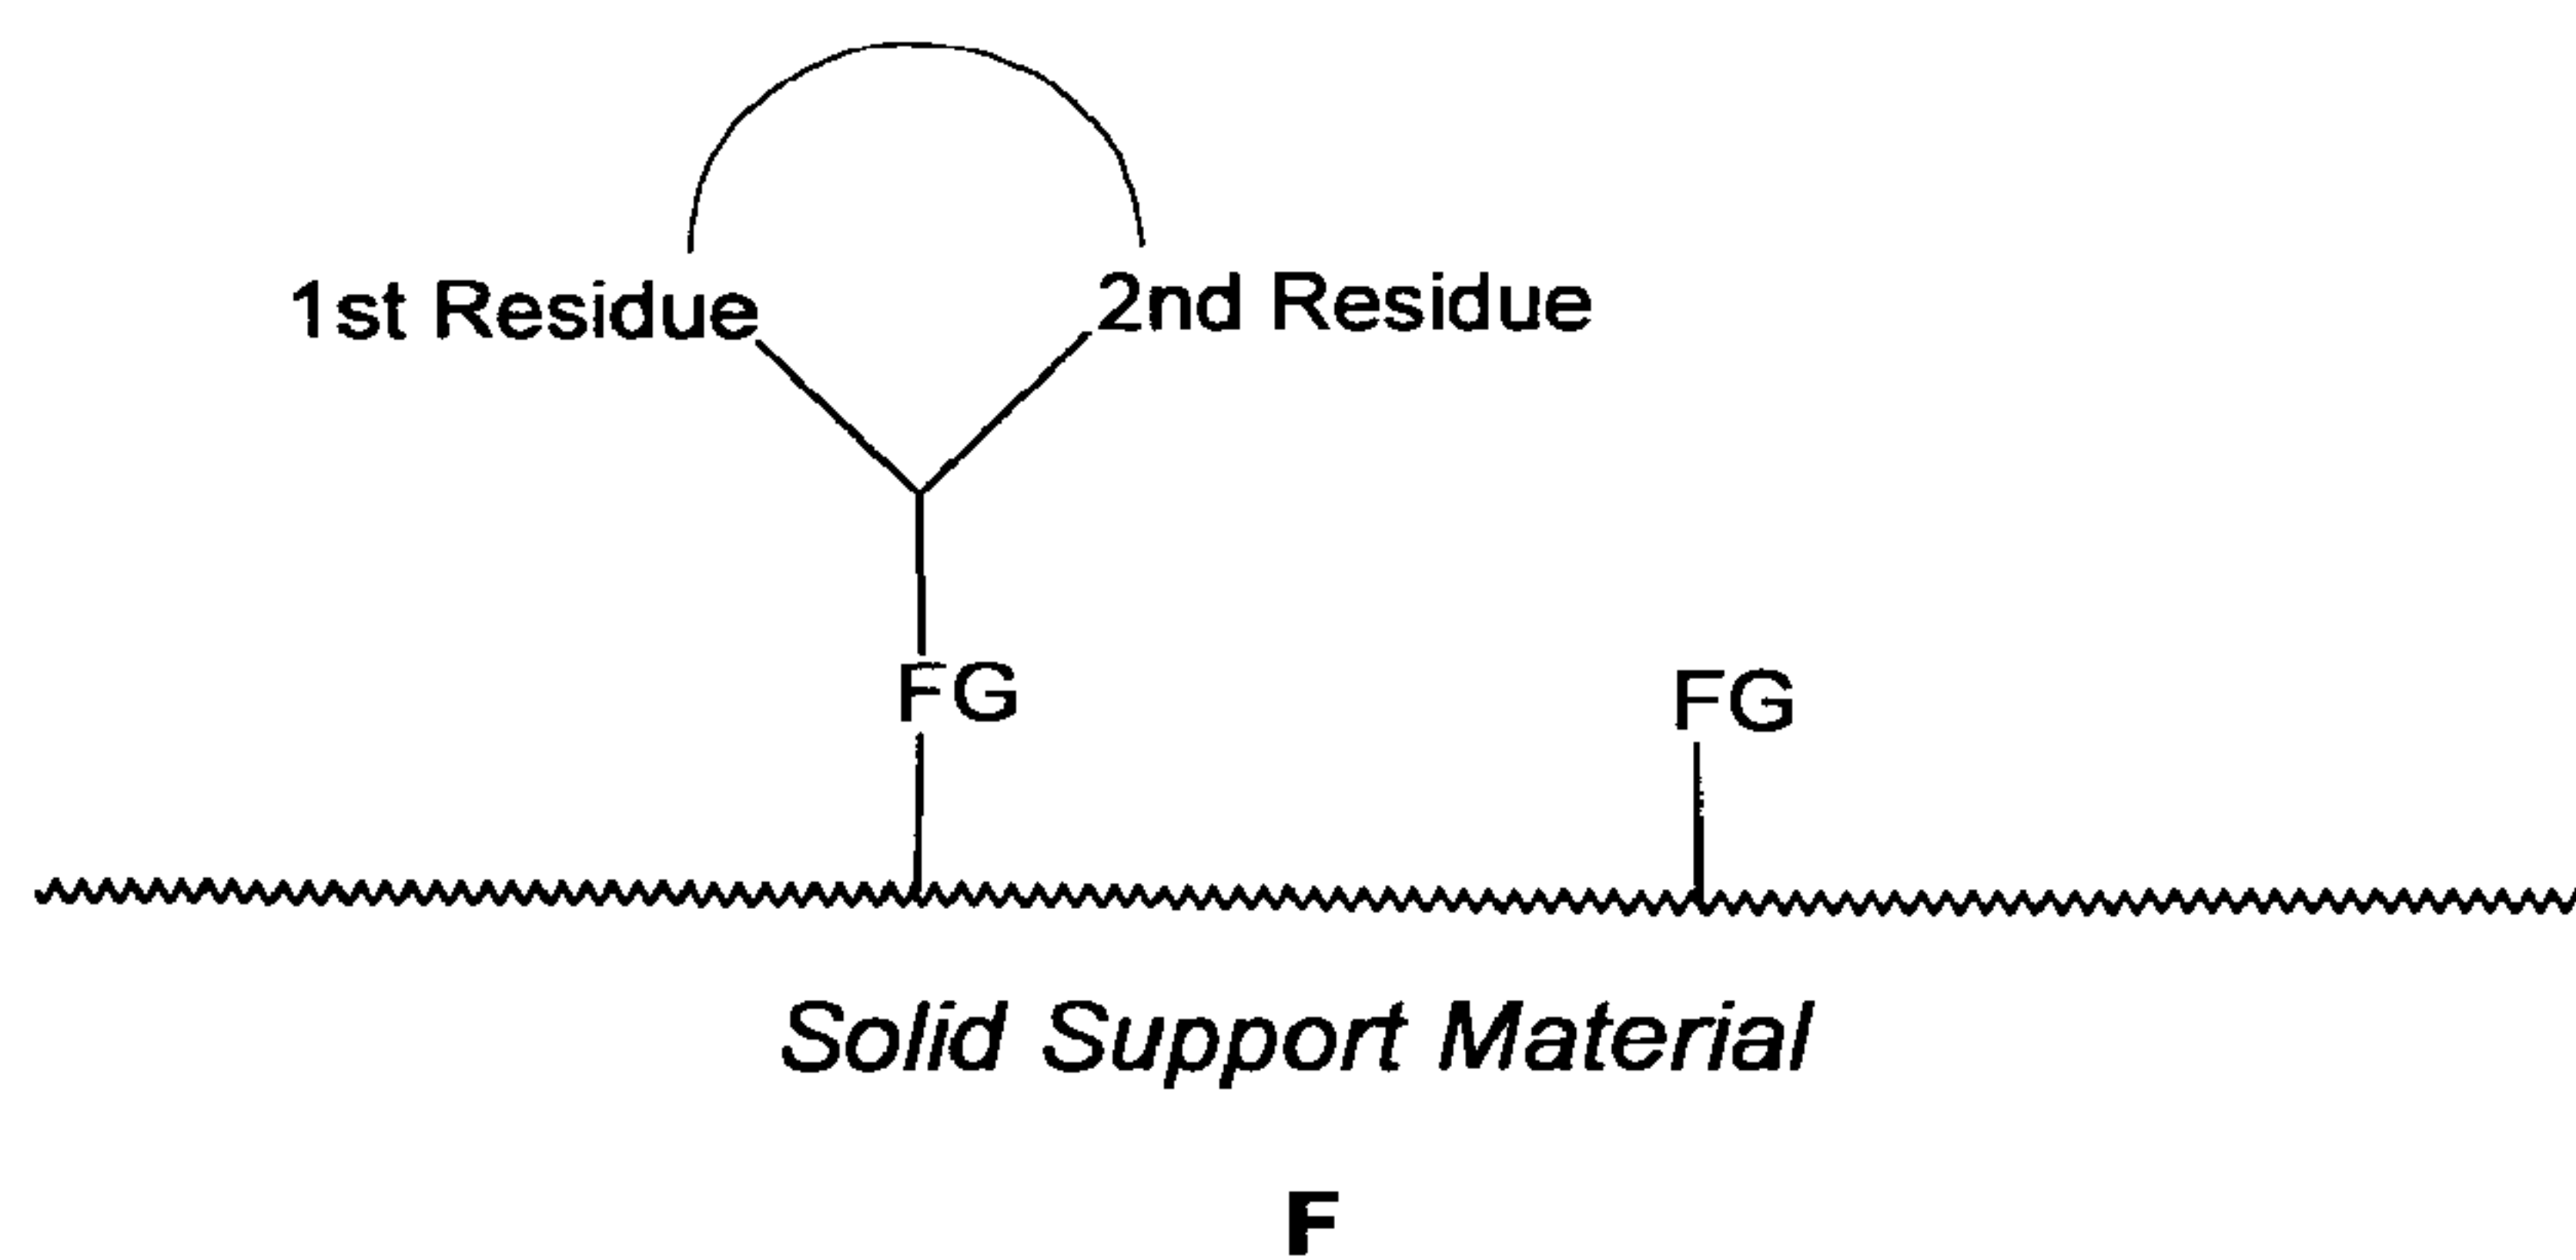 1st Residue 2nd Residue
FG FG
Solid Support Material
F